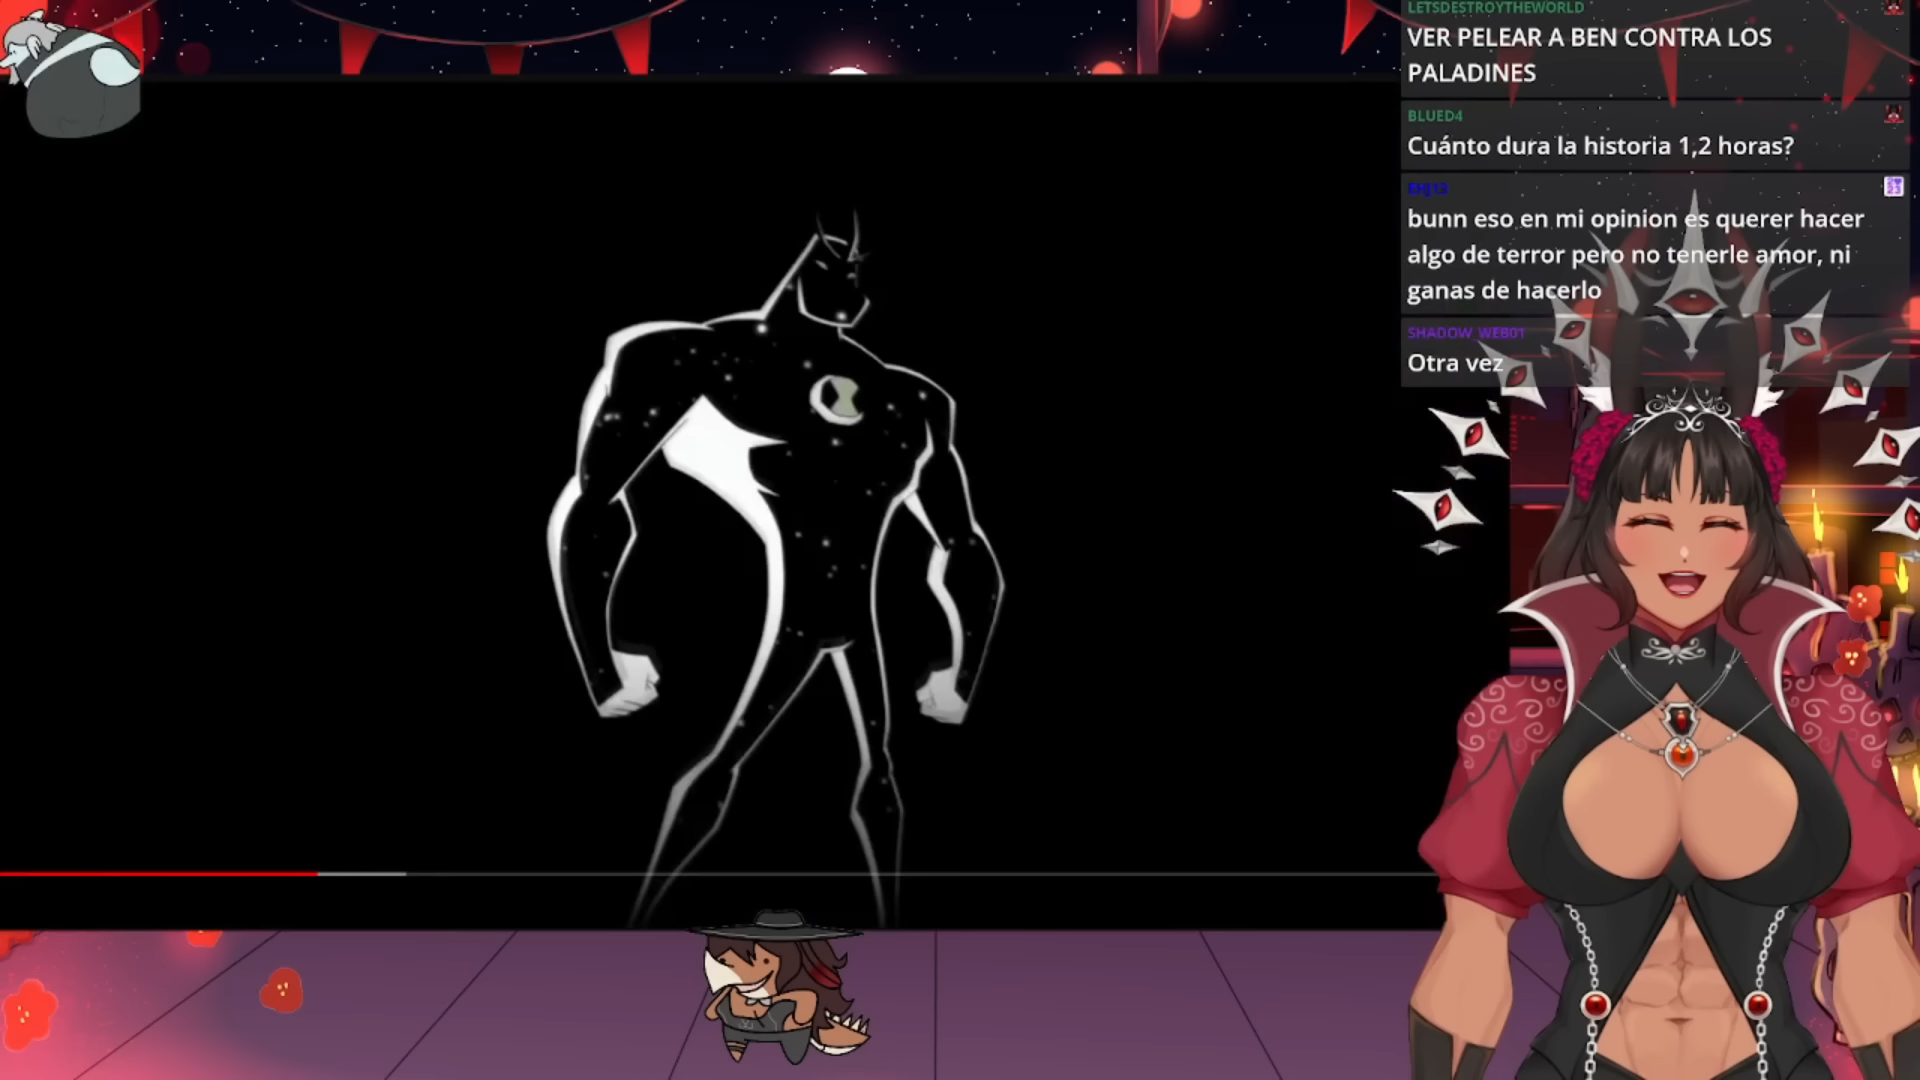 LETSDESTROYTHEWORLD
VER PELEAR A BEN CONTRA LOS
PALADINES
BLUED4
Cuánto dura la historia 1,2 horas?
EHJ13
bunn eso en mi opinion es querer hacer
algo de terror pero no tenerle amor, ni
ganas de hacerlo
SHADOW_WEB01
Otra vez